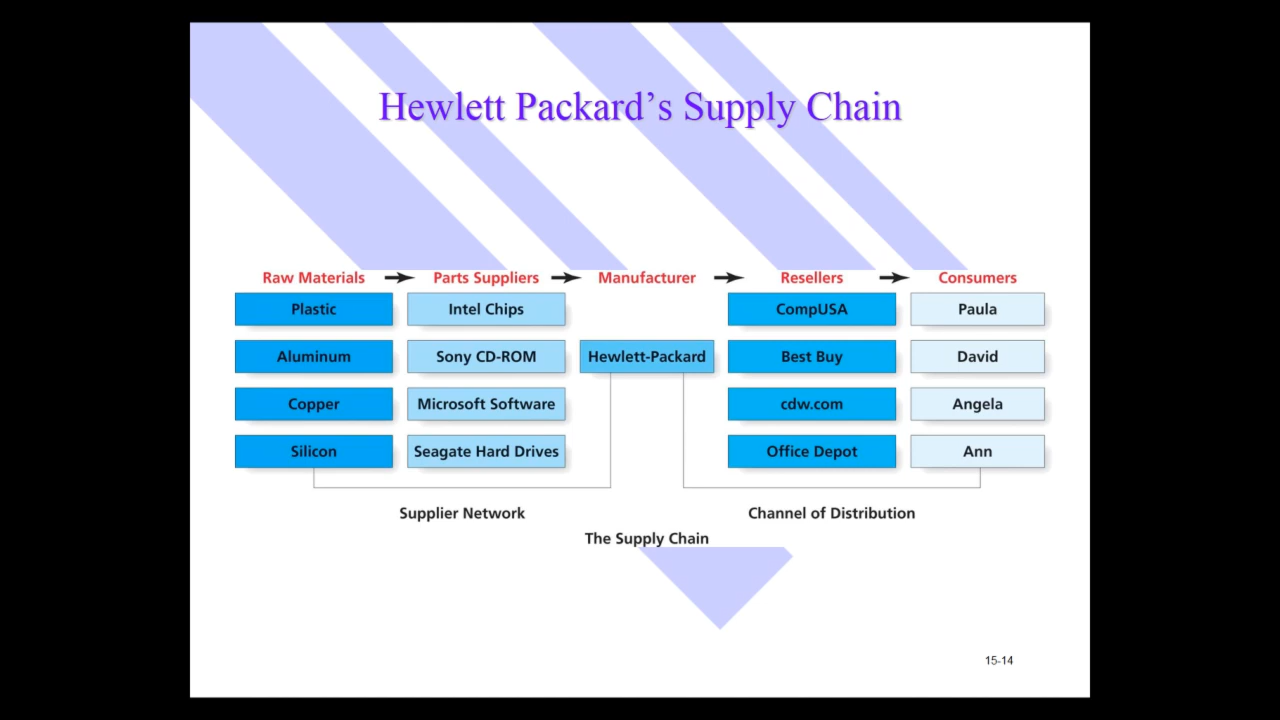 Hewlett Packard’s Supply Chain
Raw Materials Parts Suppliers Manufacturer Resellers Consumers
Plastic Intel Chips CompUSA Paula
Aluminum Sony CD-ROM Hewlett-Packard Best Buy David
Copper Microsoft Software cdw.com Angela
Silicon Seagate Hard Drives Office Depot Ann
Supplier Network Channel of Distribution
The Supply Chain
15-14